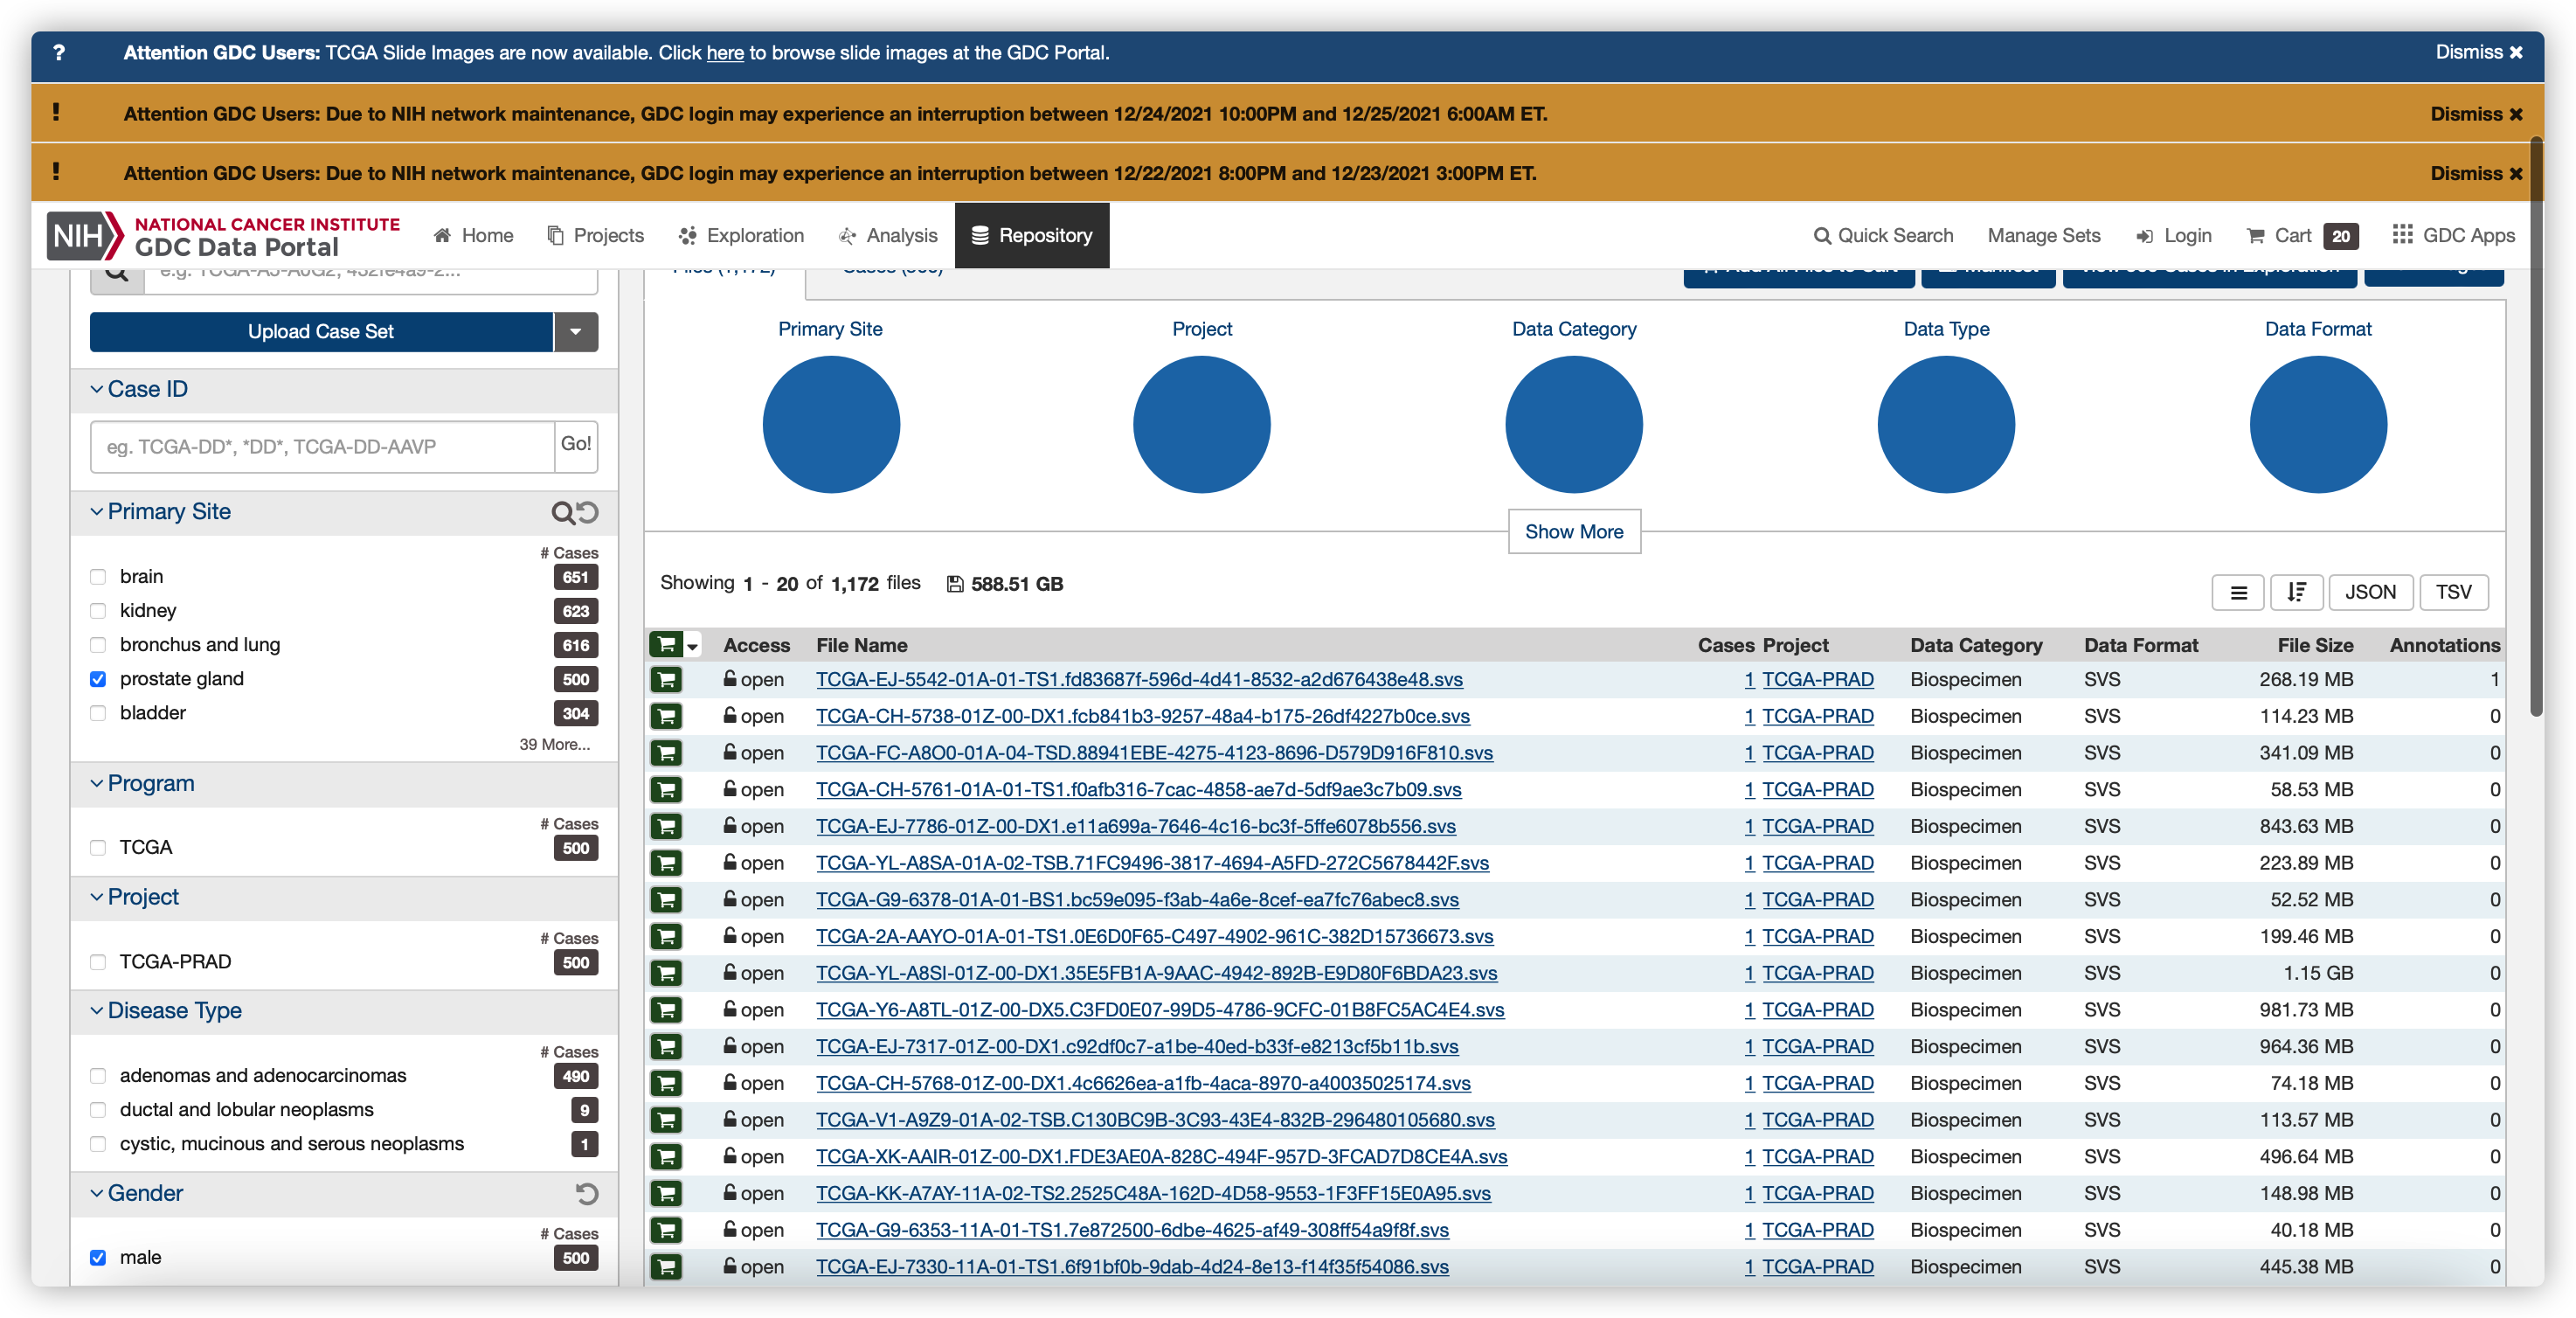 ? Attention GDC Users: TCGA Slide Images are now available. Click here to browse slide images at the GDC Portal. Dismiss ✖
! Attention GDC Users: Due to NIH network maintenance, GDC login may experience an interruption between 12/24/2021 10:00PM and 12/25/2021 6:00AM ET. Dismiss ✖
! Attention GDC Users: Due to NIH network maintenance, GDC login may experience an interruption between 12/22/2021 8:00PM and 12/23/2021 3:00PM ET. Dismiss ✖
NIH NATIONAL CANCER INSTITUTE
GDC Data Portal
Home Projects Exploration Analysis Repository Quick Search Manage Sets Login Cart 20 GDC Apps
Upload Case Set
Case ID
eg. TCGA-DD*, *DD*, TCGA-DD-AAVP Go!
Primary Site
# Cases
brain 651
kidney 623
bronchus and lung 616
prostate gland 500
bladder 304
39 More...
Program
# Cases
TCGA 500
Project
# Cases
TCGA-PRAD 500
Disease Type
# Cases
adenomas and adenocarcinomas 490
ductal and lobular neoplasms 9
cystic, mucinous and serous neoplasms 1
Gender
# Cases
male 500
Primary Site Project Data Category Data Type Data Format
Show More
Showing 1 - 20 of 1,172 files 588.51 GB
JSON TSV
Access File Name Cases Project Data Category Data Format File Size Annotations
open TCGA-EJ-5542-01A-01-TS1.fd83687f-596d-4d41-8532-a2d676438e48.svs 1 TCGA-PRAD Biospecimen SVS 268.19 MB 1
open TCGA-CH-5738-01Z-00-DX1.fcb841b3-9257-48a4-b175-26df4227b0ce.svs 1 TCGA-PRAD Biospecimen SVS 114.23 MB 0
open TCGA-FC-A8O0-01A-04-TSD.88941EBE-4275-4123-8696-D579D916F810.svs 1 TCGA-PRAD Biospecimen SVS 341.09 MB 0
open TCGA-CH-5761-01A-01-TS1.f0afb316-7cac-4858-ae7d-5df9ae3c7b09.svs 1 TCGA-PRAD Biospecimen SVS 58.53 MB 0
open TCGA-EJ-7786-01Z-00-DX1.e11a699a-7646-4c16-bc3f-5ffe6078b556.svs 1 TCGA-PRAD Biospecimen SVS 843.63 MB 0
open TCGA-YL-A8SA-01A-02-TSB.71FC9496-3817-4694-A5FD-272C5678442F.svs 1 TCGA-PRAD Biospecimen SVS 223.89 MB 0
open TCGA-G9-6378-01A-01-BS1.bc59e095-f3ab-4a6e-8cef-ea7fc76abec8.svs 1 TCGA-PRAD Biospecimen SVS 52.52 MB 0
open TCGA-2A-AAYO-01A-01-TS1.0E6D0F65-C497-4902-961C-382D15736673.svs 1 TCGA-PRAD Biospecimen SVS 199.46 MB 0
open TCGA-YL-A8SI-01Z-00-DX1.35E5FB1A-9AAC-4942-892B-E9D80F6BDA23.svs 1 TCGA-PRAD Biospecimen SVS 1.15 GB 0
open TCGA-Y6-A8TL-01Z-00-DX5.C3FD0E07-99D5-4786-9CFC-01B8FC5AC4E4.svs 1 TCGA-PRAD Biospecimen SVS 981.73 MB 0
open TCGA-EJ-7317-01Z-00-DX1.c92df0c7-a1be-40ed-b33f-e8213cf5b11b.svs 1 TCGA-PRAD Biospecimen SVS 964.36 MB 0
open TCGA-CH-5768-01Z-00-DX1.4c6626ea-a1fb-4aca-8970-a40035025174.svs 1 TCGA-PRAD Biospecimen SVS 74.18 MB 0
open TCGA-V1-A9Z9-01A-02-TSB.C130BC9B-3C93-43E4-832B-296480105680.svs 1 TCGA-PRAD Biospecimen SVS 113.57 MB 0
open TCGA-XK-AAIR-01Z-00-DX1.FDE3AE0A-828C-494F-957D-3FCAD7D8CE4A.svs 1 TCGA-PRAD Biospecimen SVS 496.64 MB 0
open TCGA-KK-A7AY-11A-02-TS2.2525C48A-162D-4D58-9553-1F3FF15E0A95.svs 1 TCGA-PRAD Biospecimen SVS 148.98 MB 0
open TCGA-G9-6353-11A-01-TS1.7e872500-6dbe-4625-af49-308ff54a9f8f.svs 1 TCGA-PRAD Biospecimen SVS 40.18 MB 0
open TCGA-EJ-7330-11A-01-TS1.6f91bf0b-9dab-4d24-8e13-f14f35f54086.svs 1 TCGA-PRAD Biospecimen SVS 445.38 MB 0